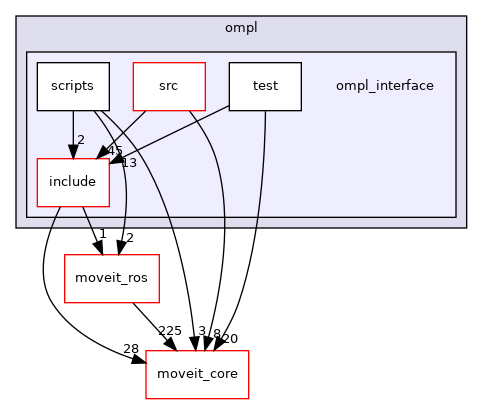 ompl
scripts
src
test
ompl_interface
2
45
13
include
1
2
moveit_ros
225
3
8
20
28
moveit_core